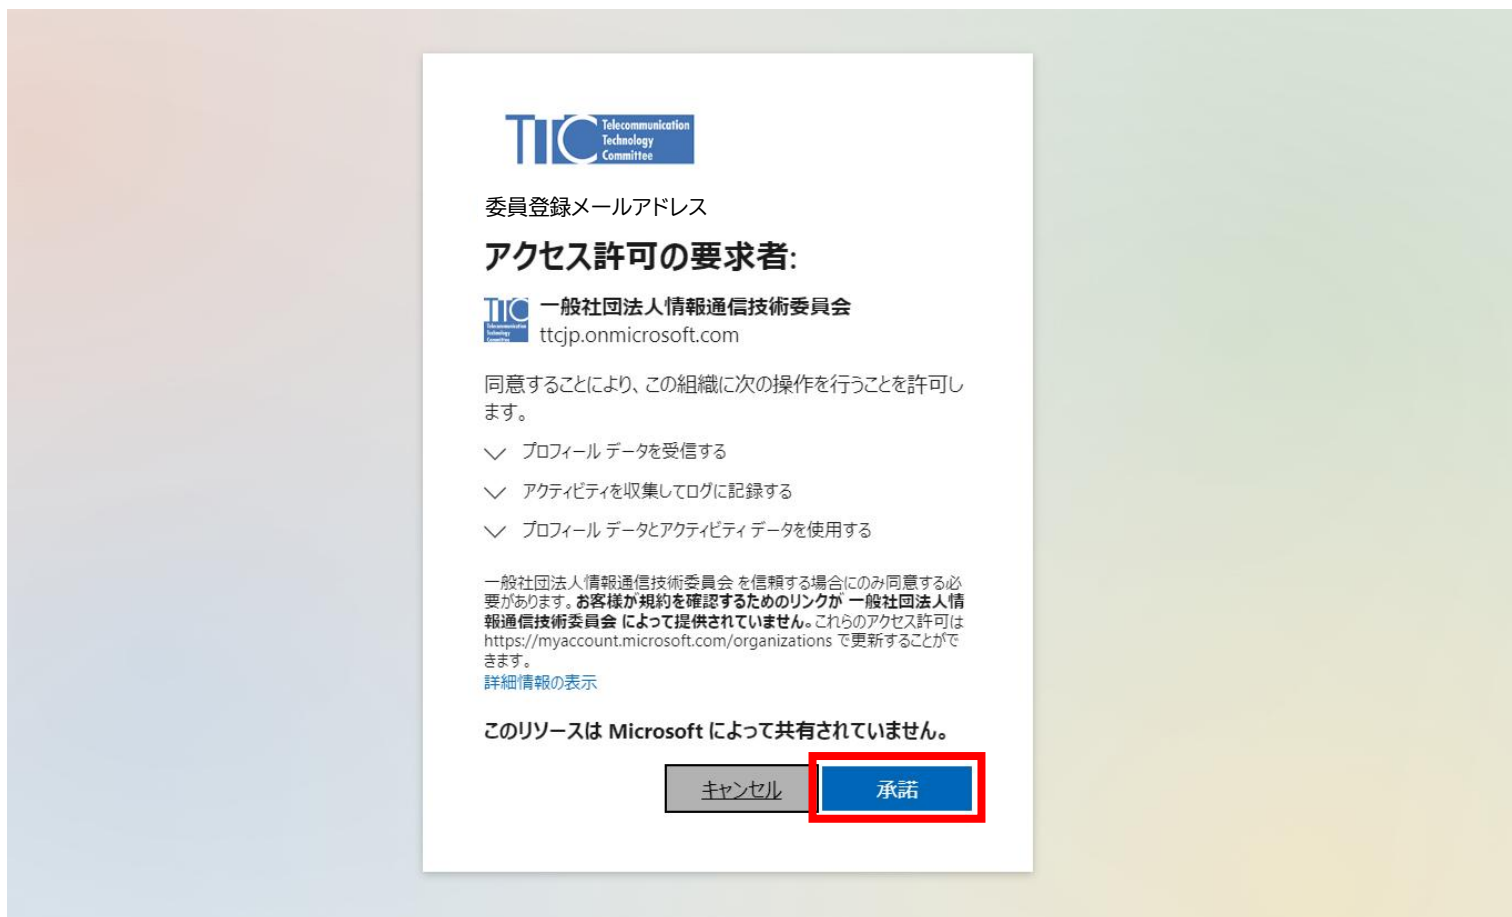 TTC Telecommunication
Technology
Committee
委員登録メールアドレス
アクセス許可の要求者:
TTC
一般社団法人情報通信技術委員会
ttcjp.onmicrosoft.com
同意することにより、この組織に次の操作を行うことを許可し
ます。
プロフィール データを受信する
アクティビティを収集してログに記録する
プロフィール データとアクティビティ データを使用する
一般社団法人情報通信技術委員会 を信頼する場合にのみ同意する必
要があります。お客様が規約を確認するためのリンクが 一般社団法人情
報通信技術委員会 によって提供されていません。これらのアクセス許可は
https://myaccount.microsoft.com/organizations で更新することがで
きます。
詳細情報の表示
このリソースは Microsoft によって共有されていません。
キャンセル 承諾